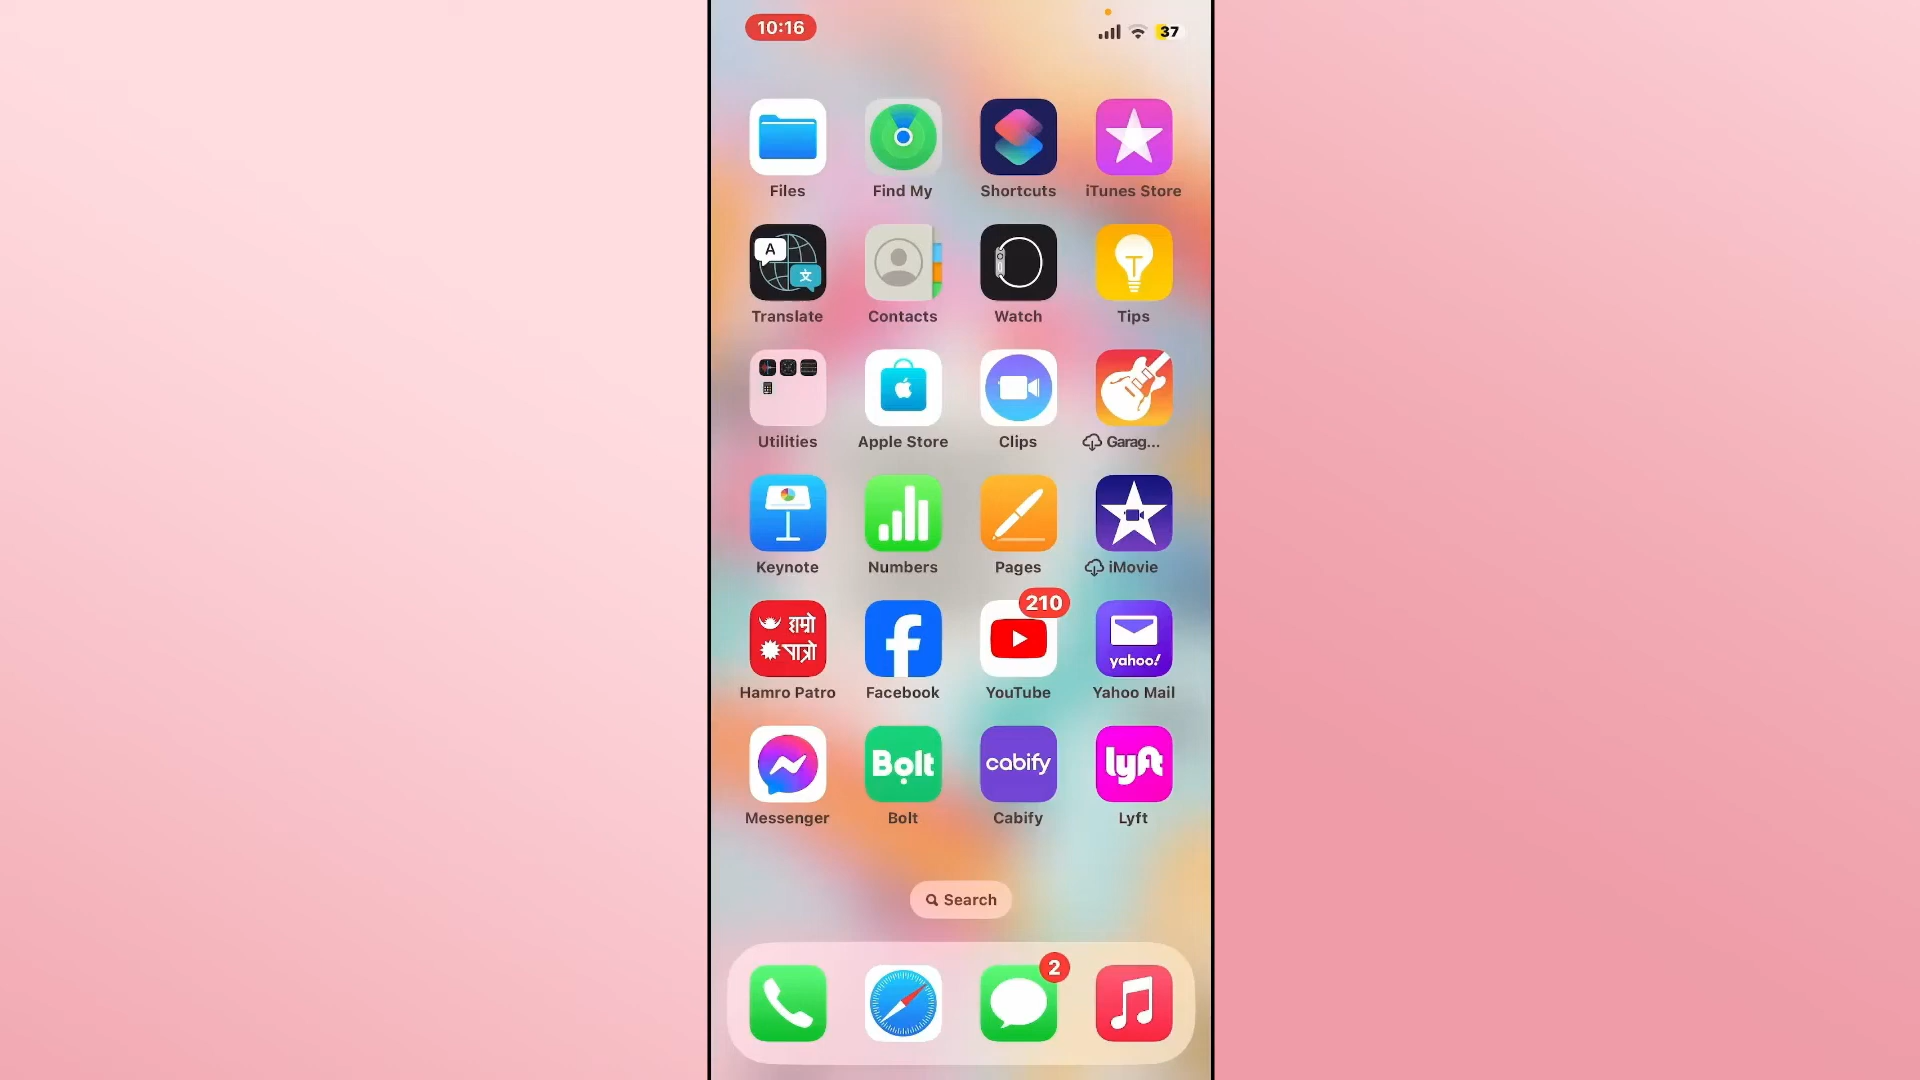 10:16
37
Files
Find My
Shortcuts
iTunes Store
A
文
Translate
Contacts
Watch
Tips
Utilities
Apple Store
Clips
Garag...
Keynote
Numbers
Pages
iMovie
210
हाम्रो
पात्रो
yahoo!
Hamro Patro
Facebook
YouTube
Yahoo Mail
Bolt
cabify
lyft
Messenger
Bolt
Cabify
Lyft
Search
2